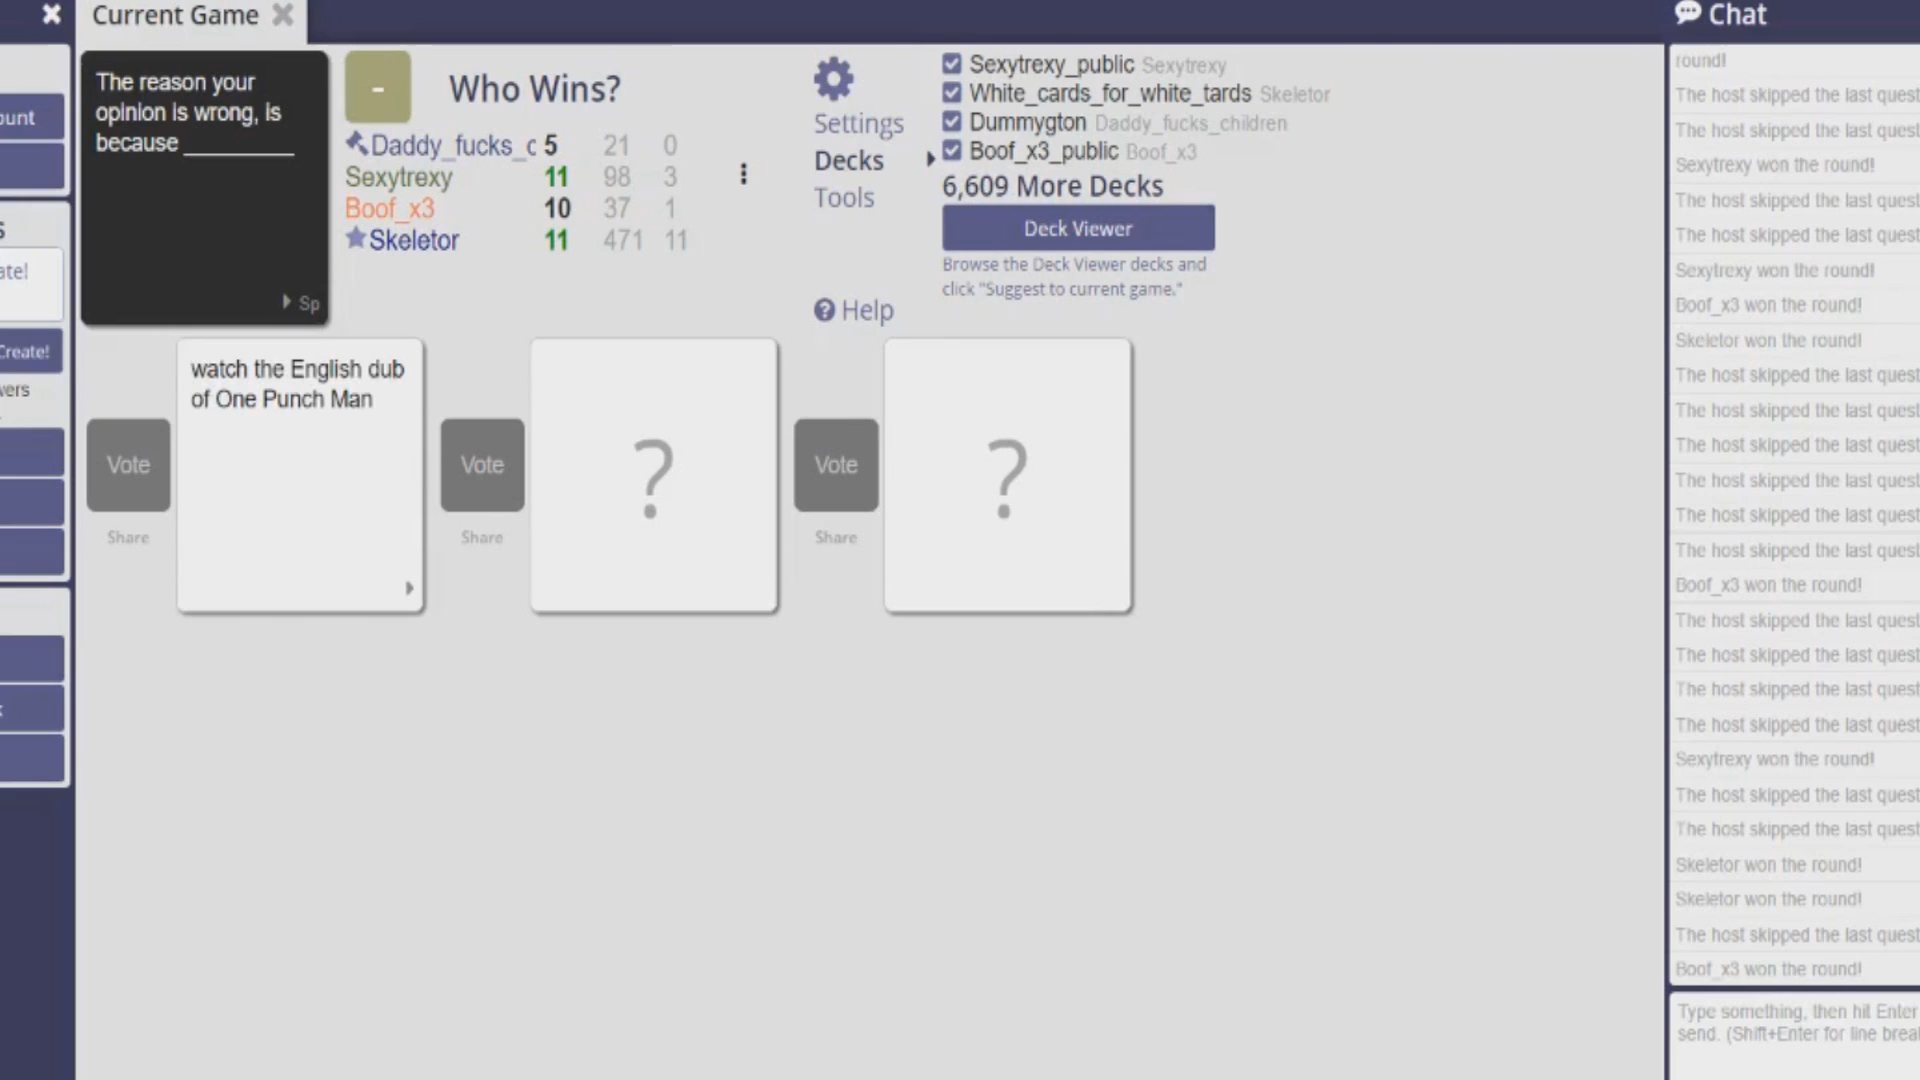 Current Game
Chat
ount
S
ate!
Create!
vers
The reason your
opinion is wrong, is
because __________
Sp
-
Who Wins?
Daddy_fucks_c 5 21 0
Sexytrexy 11 98 3
Boof_x3 10 37 1
Skeletor 11 471 11
Settings
Decks
Tools
Help
Sexytrexy_public Sexytrexy
White_cards_for_white_tards Skeletor
Dummygton Daddy_fucks_children
Boof_x3_public Boof_x3
6,609 More Decks
Deck Viewer
Browse the Deck Viewer decks and
click "Suggest to current game."
Vote
Share
watch the English dub
of One Punch Man
Vote
Share
?
Vote
Share
?
round!
The host skipped the last quest
The host skipped the last quest
Sexytrexy won the round!
The host skipped the last quest
The host skipped the last quest
Sexytrexy won the round!
Boof_x3 won the round!
Skeletor won the round!
The host skipped the last quest
The host skipped the last quest
The host skipped the last quest
The host skipped the last quest
The host skipped the last quest
The host skipped the last quest
Boof_x3 won the round!
The host skipped the last quest
The host skipped the last quest
The host skipped the last quest
The host skipped the last quest
Sexytrexy won the round!
The host skipped the last quest
The host skipped the last quest
Skeletor won the round!
Skeletor won the round!
The host skipped the last quest
Boof_x3 won the round!
Type something, then hit Enter
send. (Shift+Enter for line brea